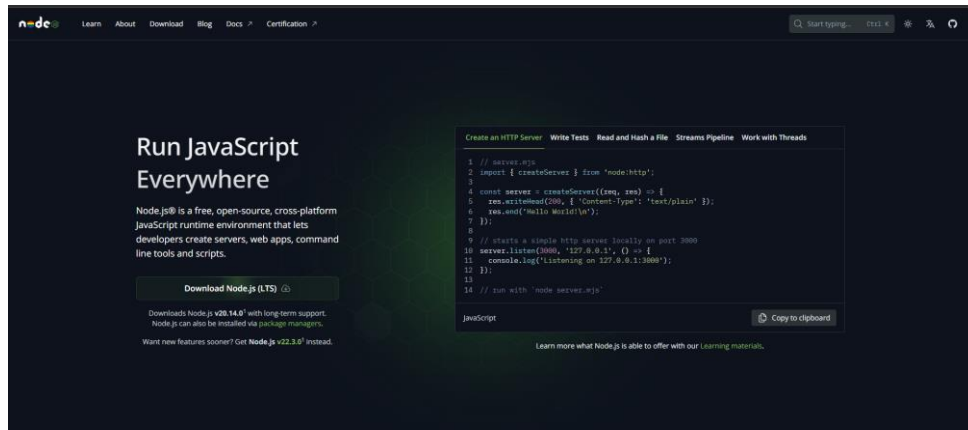 node
Learn About Download Blog Docs ↗ Certification ↗
Start typing... Ctrl K
Run JavaScript
Everywhere
Node.js® is a free, open-source, cross-platform
JavaScript runtime environment that lets
developers create servers, web apps, command
line tools and scripts.
Download Node.js (LTS)
Downloads Node.js v20.14.0¹ with long-term support.
Node.js can also be installed via package managers.
Want new features sooner? Get Node.js v22.3.0¹ instead.
Create an HTTP Server Write Tests Read and Hash a File Streams Pipeline Work with Threads
1 // server.mjs
2 import { createServer } from 'node:http';
3
4 const server = createServer((req, res) => {
5   res.writeHead(200, { 'Content-Type': 'text/plain' });
6   res.end('Hello World!\n');
7 });
8
9 // starts a simple http server locally on port 3000
10 server.listen(3000, '127.0.0.1', () => {
11   console.log('Listening on 127.0.0.1:3000');
12 });
13
14 // run with `node server.mjs`
JavaScript
Copy to clipboard
Learn more what Node.js is able to offer with our Learning materials.